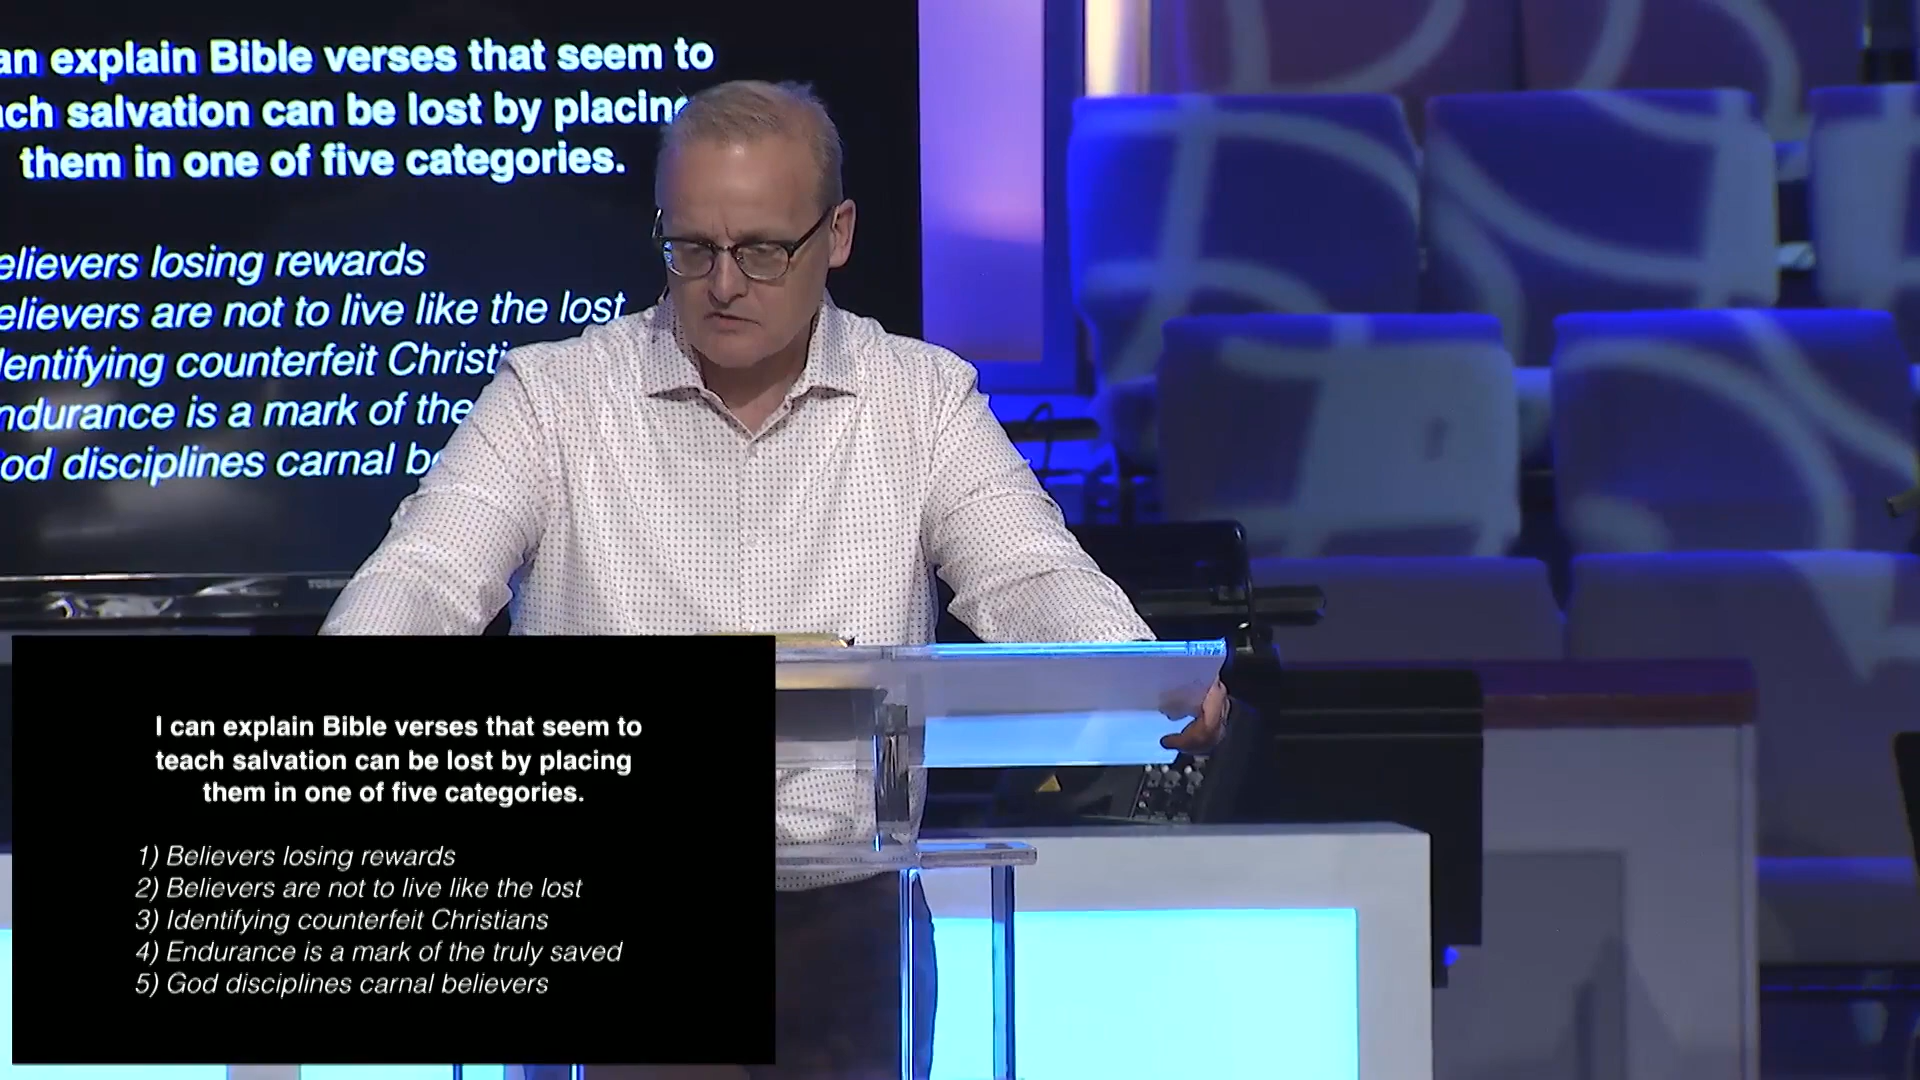 an explain Bible verses that seem to
ach salvation can be lost by placing
them in one of five categories.
elievers losing rewards
elievers are not to live like the lost
dentifying counterfeit Christi
ndurance is a mark of the
od disciplines carnal be
I can explain Bible verses that seem to
teach salvation can be lost by placing
them in one of five categories.
1) Believers losing rewards
2) Believers are not to live like the lost
3) Identifying counterfeit Christians
4) Endurance is a mark of the truly saved
5) God disciplines carnal believers